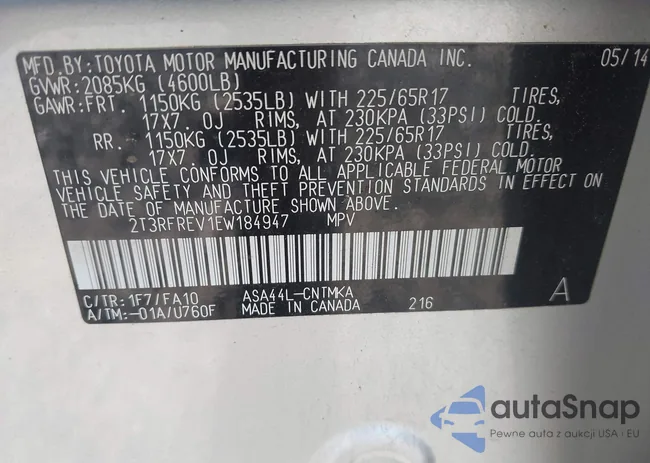 MFD.BY:TOYOTA MOTOR MANUFACTURING CANADA INC. 05/14
GVWR:2085KG (4600LB)
GAWR:FRT. 1150KG (2535LB) WITH 225/65R17 TIRES,
17X7. 0J RIMS, AT 230KPA (33PSI) COLD.
RR. 1150KG (2535LB) WITH 225/65R17 TIRES,
17X7. 0J RIMS, AT 230KPA (33PSI) COLD.
THIS VEHICLE CONFORMS TO ALL APPLICABLE FEDERAL MOTOR
VEHICLE SAFETY AND THEFT PREVENTION STANDARDS IN EFFECT ON
THE DATE OF MANUFACTURE SHOWN ABOVE.
2T3RFREV1EW184947 MPV
C/TR:1F7/FA10 ASA44L-CNTMKA A
A/TM:-01A/U760F MADE IN CANADA 216
autaSnap
Pewne auta z aukcji USA i EU